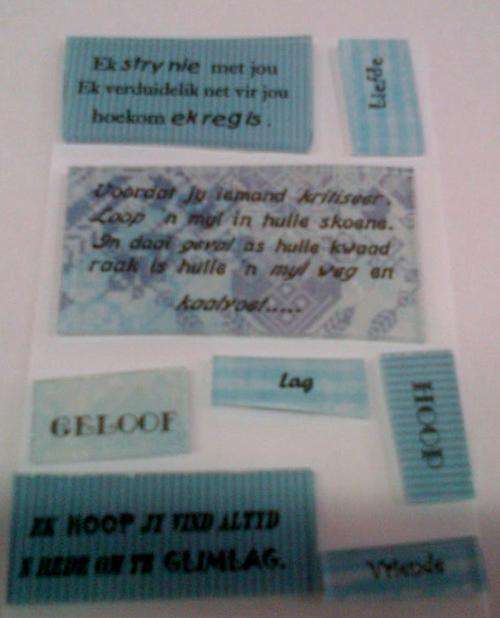 Ek stry nie met jou
Ek verduidelik net vir jou
hoekom ek reg is.
Liefde
Voordat jy iemand kritiseer
Loop 'n myl in hulle skoene.
In daai geval as hulle kwaad
raak is hulle 'n myl weg en
kaalvoet.....
Lag
HOOP
GELOOF
EK HOOP JY VIND ALTYD
N REDE OM TE GLIMLAG.
Vriende